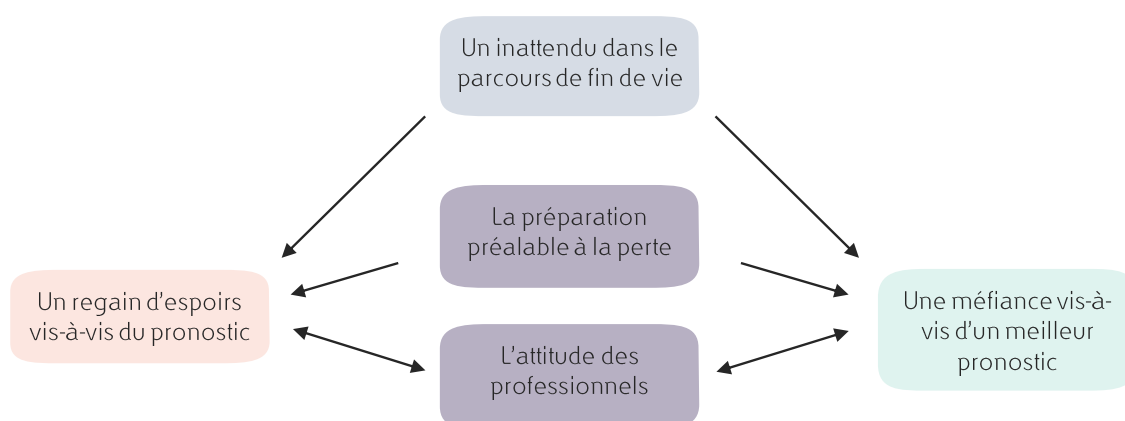 Un inattendu dans le
parcours de fin de vie
La préparation
préalable à la perte
Un regain d’espoirs
vis-à-vis du pronostic
Une méfiance vis-à-
vis d’un meilleur
pronostic
L’attitude des
professionnels